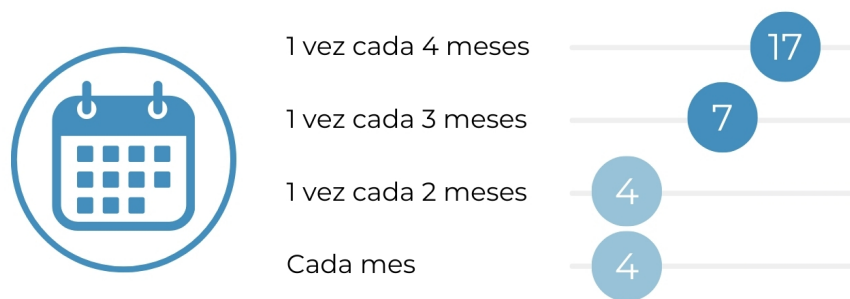 1 vez cada 4 meses 17
1 vez cada 3 meses 7
1 vez cada 2 meses 4
Cada mes 4